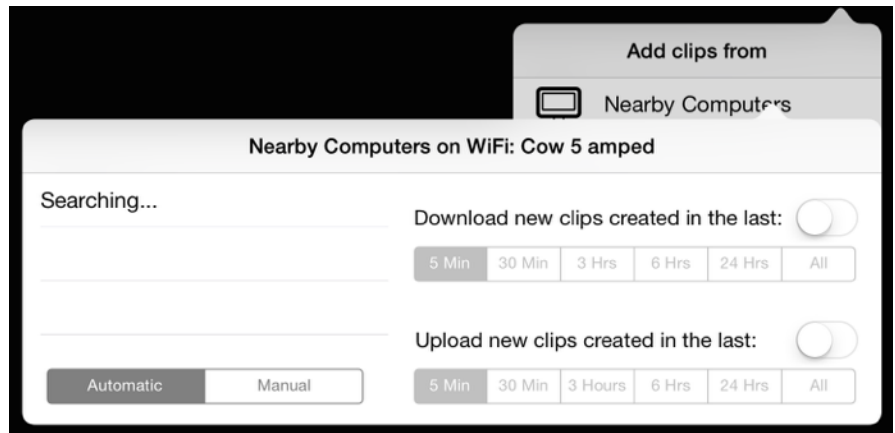 Add clips from
Nearby Computers
Nearby Computers on WiFi: Cow 5 amped
Searching...
Download new clips created in the last:
5 Min 30 Min 3 Hrs 6 Hrs 24 Hrs All
Upload new clips created in the last:
Automatic Manual
5 Min 30 Min 3 Hours 6 Hrs 24 Hrs All